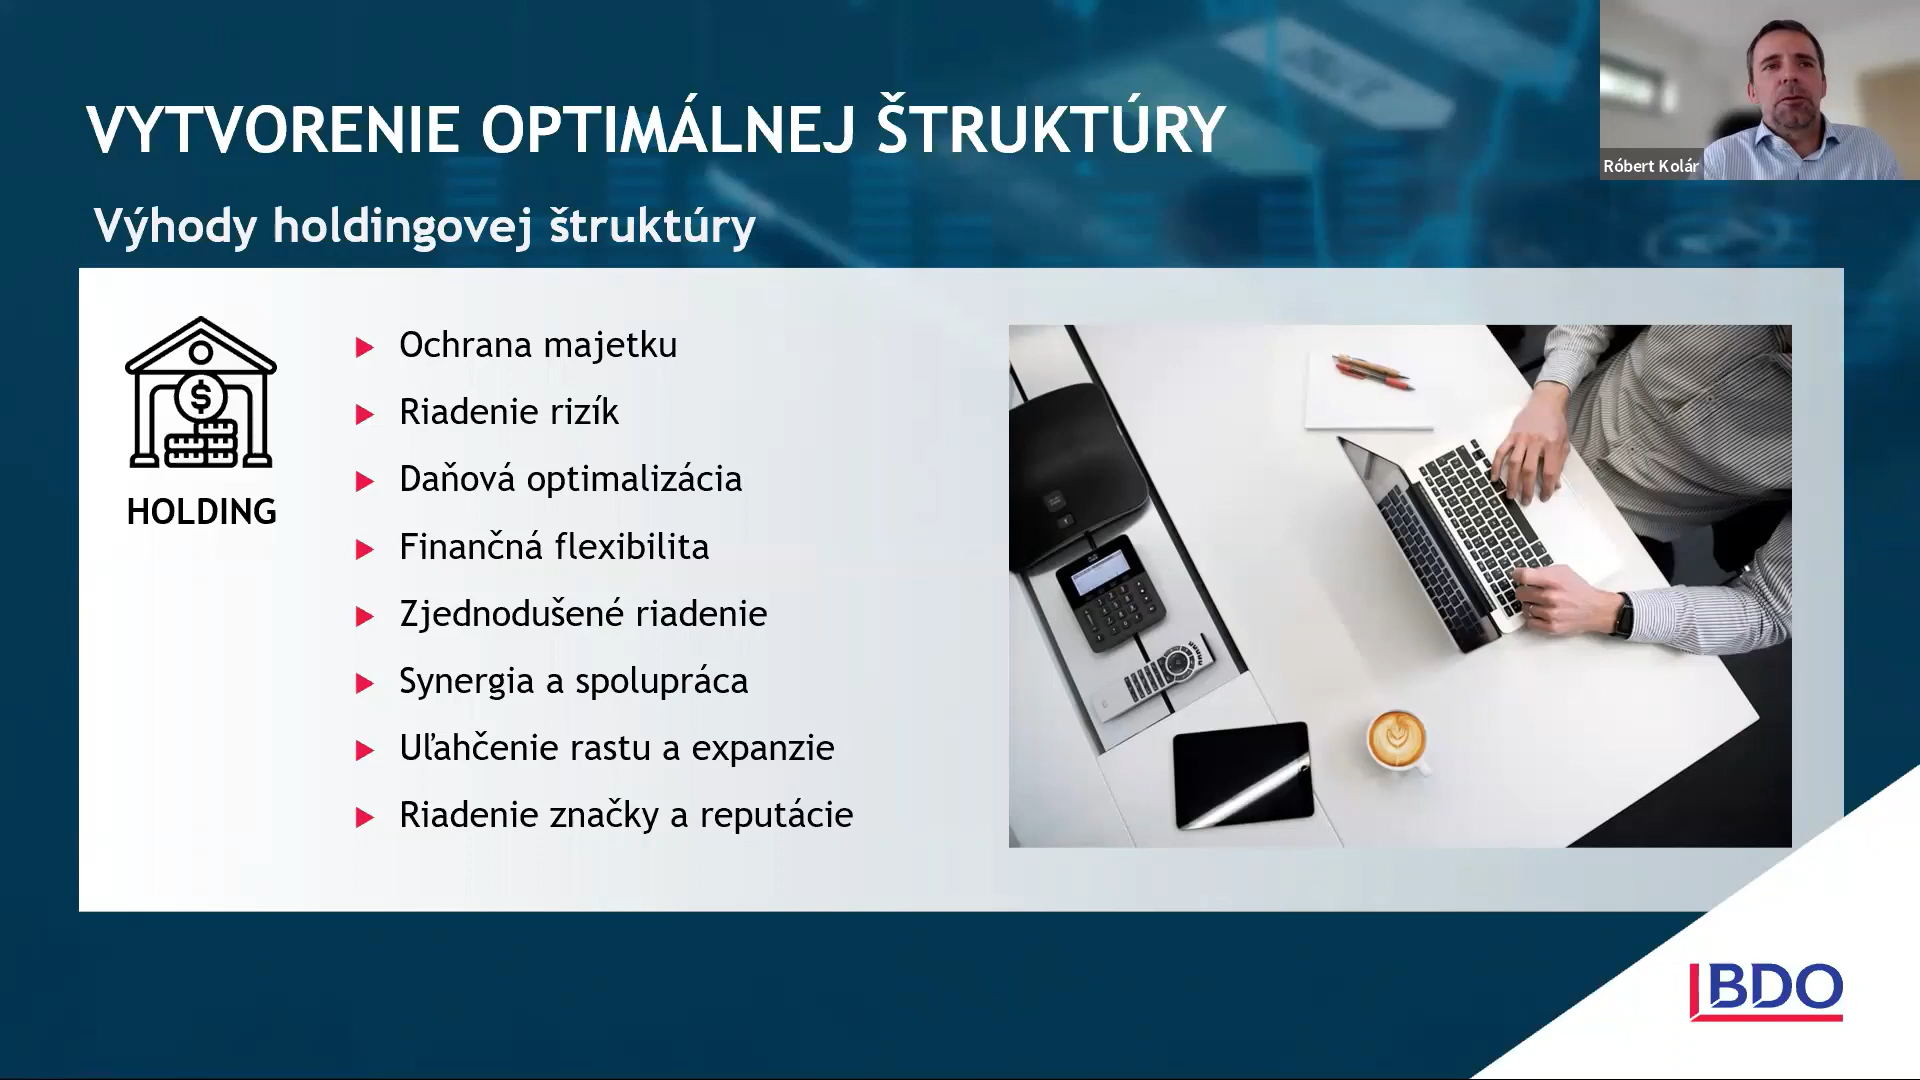 VYTVORENIE OPTIMÁLNEJ ŠTRUKTÚRY
Róbert Kolár
Výhody holdingovej štruktúry
$
HOLDING
Ochrana majetku
Riadenie rizík
Daňová optimalizácia
Finančná flexibilita
Zjednodušené riadenie
Synergia a spolupráca
Uľahčenie rastu a expanzie
Riadenie značky a reputácie
BDO